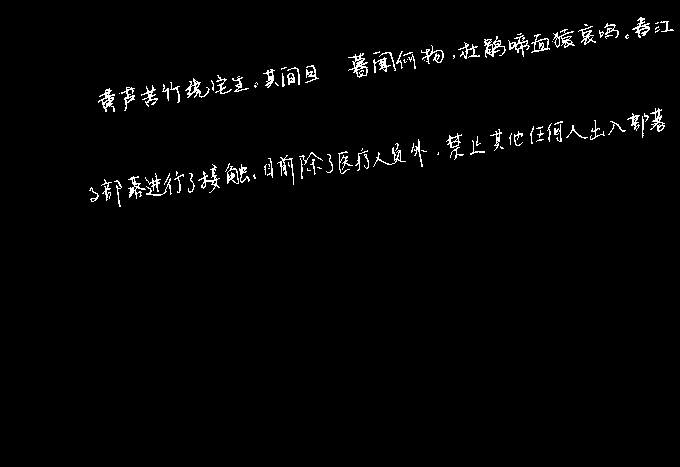 黄芦苦竹绕宅生。其间旦 暮闻何物,杜鹃啼血猿哀鸣。春江
部落进行了接触。目前除了医疗人员外,禁止其他任何人出入部落